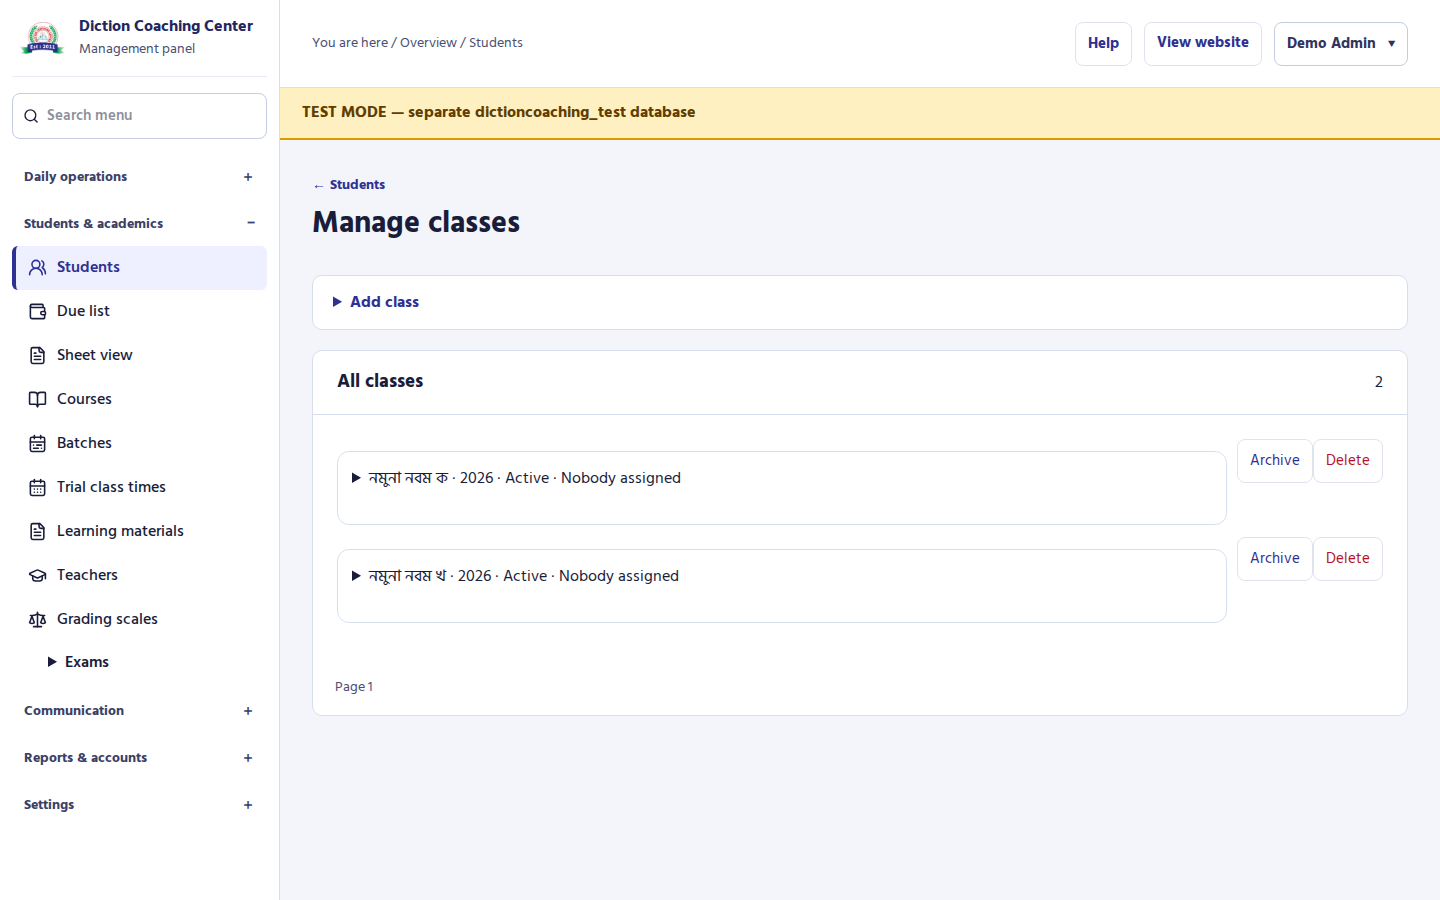 Diction Coaching Center
Management panel
Est : 2011
Search menu
Daily operations +
Students & academics −
Students
Due list
Sheet view
Courses
Batches
Trial class times
Learning materials
Teachers
Grading scales
▶ Exams
Communication +
Reports & accounts +
Settings +
You are here / Overview / Students
Help
View website
Demo Admin ▼
TEST MODE — separate dictioncoaching_test database
← Students
Manage classes
▶ Add class
All classes 2
▶ নমুনা নবম ক · 2026 · Active · Nobody assigned Archive Delete
▶ নমুনা নবম খ · 2026 · Active · Nobody assigned Archive Delete
Page 1